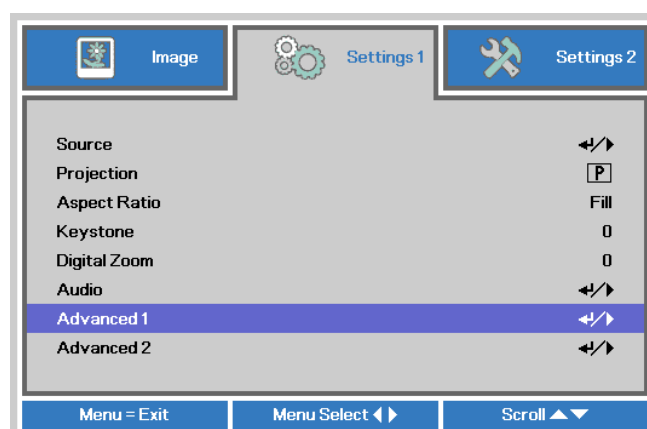 Image Settings 1 Settings 2
Source
Projection P
Aspect Ratio Fill
Keystone 0
Digital Zoom 0
Audio
Advanced 1
Advanced 2
Menu = Exit Menu Select Scroll